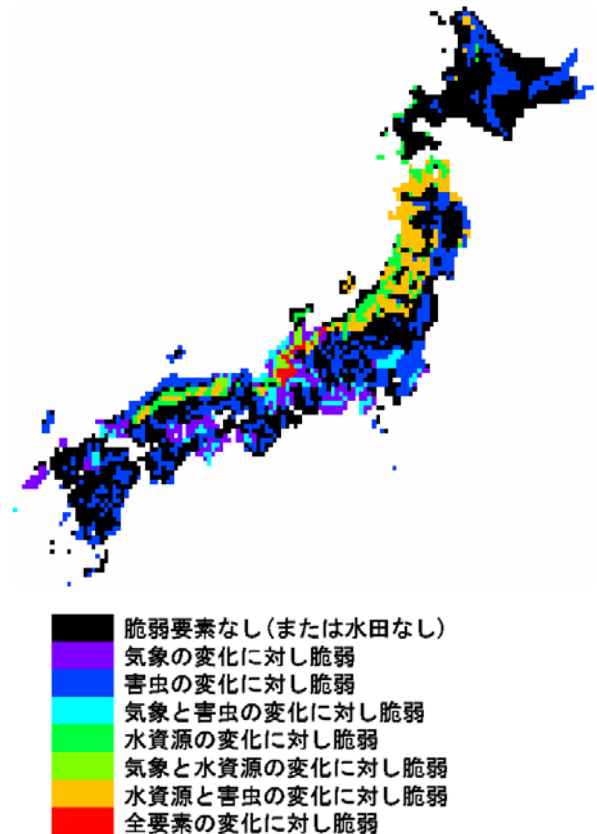 脆弱要素なし(または水田なし)
気象の変化に対し脆弱
害虫の変化に対し脆弱
気象と害虫の変化に対し脆弱
水資源の変化に対し脆弱
気象と水資源の変化に対し脆弱
水資源と害虫の変化に対し脆弱
全要素の変化に対し脆弱